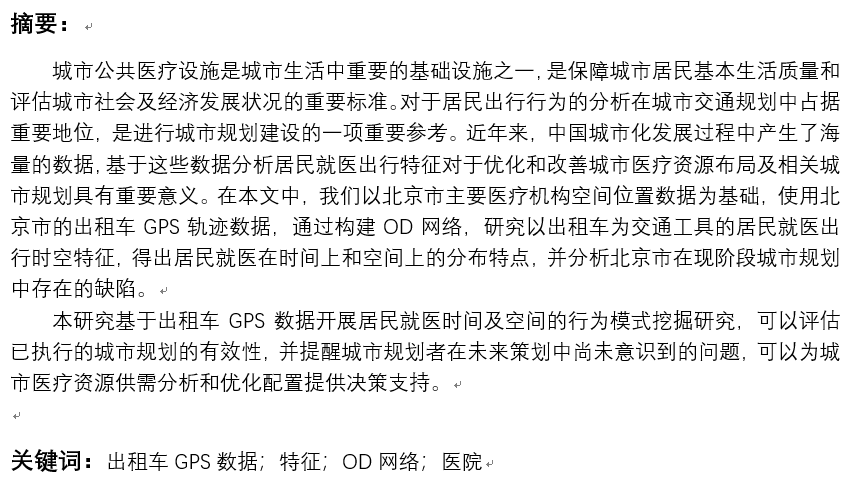 摘要：
城市公共医疗设施是城市生活中重要的基础设施之一，是保障城市居民基本生活质量和
评估城市社会及经济发展状况的重要标准。对于居民出行行为的分析在城市交通规划中占据
重要地位，是进行城市规划建设的一项重要参考。近年来，中国城市化发展过程中产生了海
量的数据，基于这些数据分析居民就医出行特征对于优化和改善城市医疗资源布局及相关城
市规划具有重要意义。在本文中，我们以北京市主要医疗机构空间位置数据为基础，使用北
京市的出租车 GPS 轨迹数据，通过构建 OD 网络，研究以出租车为交通工具的居民就医出
行时空特征，得出居民就医在时间上和空间上的分布特点，并分析北京市在现阶段城市规划
中存在的缺陷。
本研究基于出租车 GPS 数据开展居民就医时间及空间的行为模式挖掘研究，可以评估
已执行的城市规划的有效性，并提醒城市规划者在未来策划中尚未意识到的问题，可以为城
市医疗资源供需分析和优化配置提供决策支持。
关键词：出租车 GPS 数据；特征；OD 网络；医院